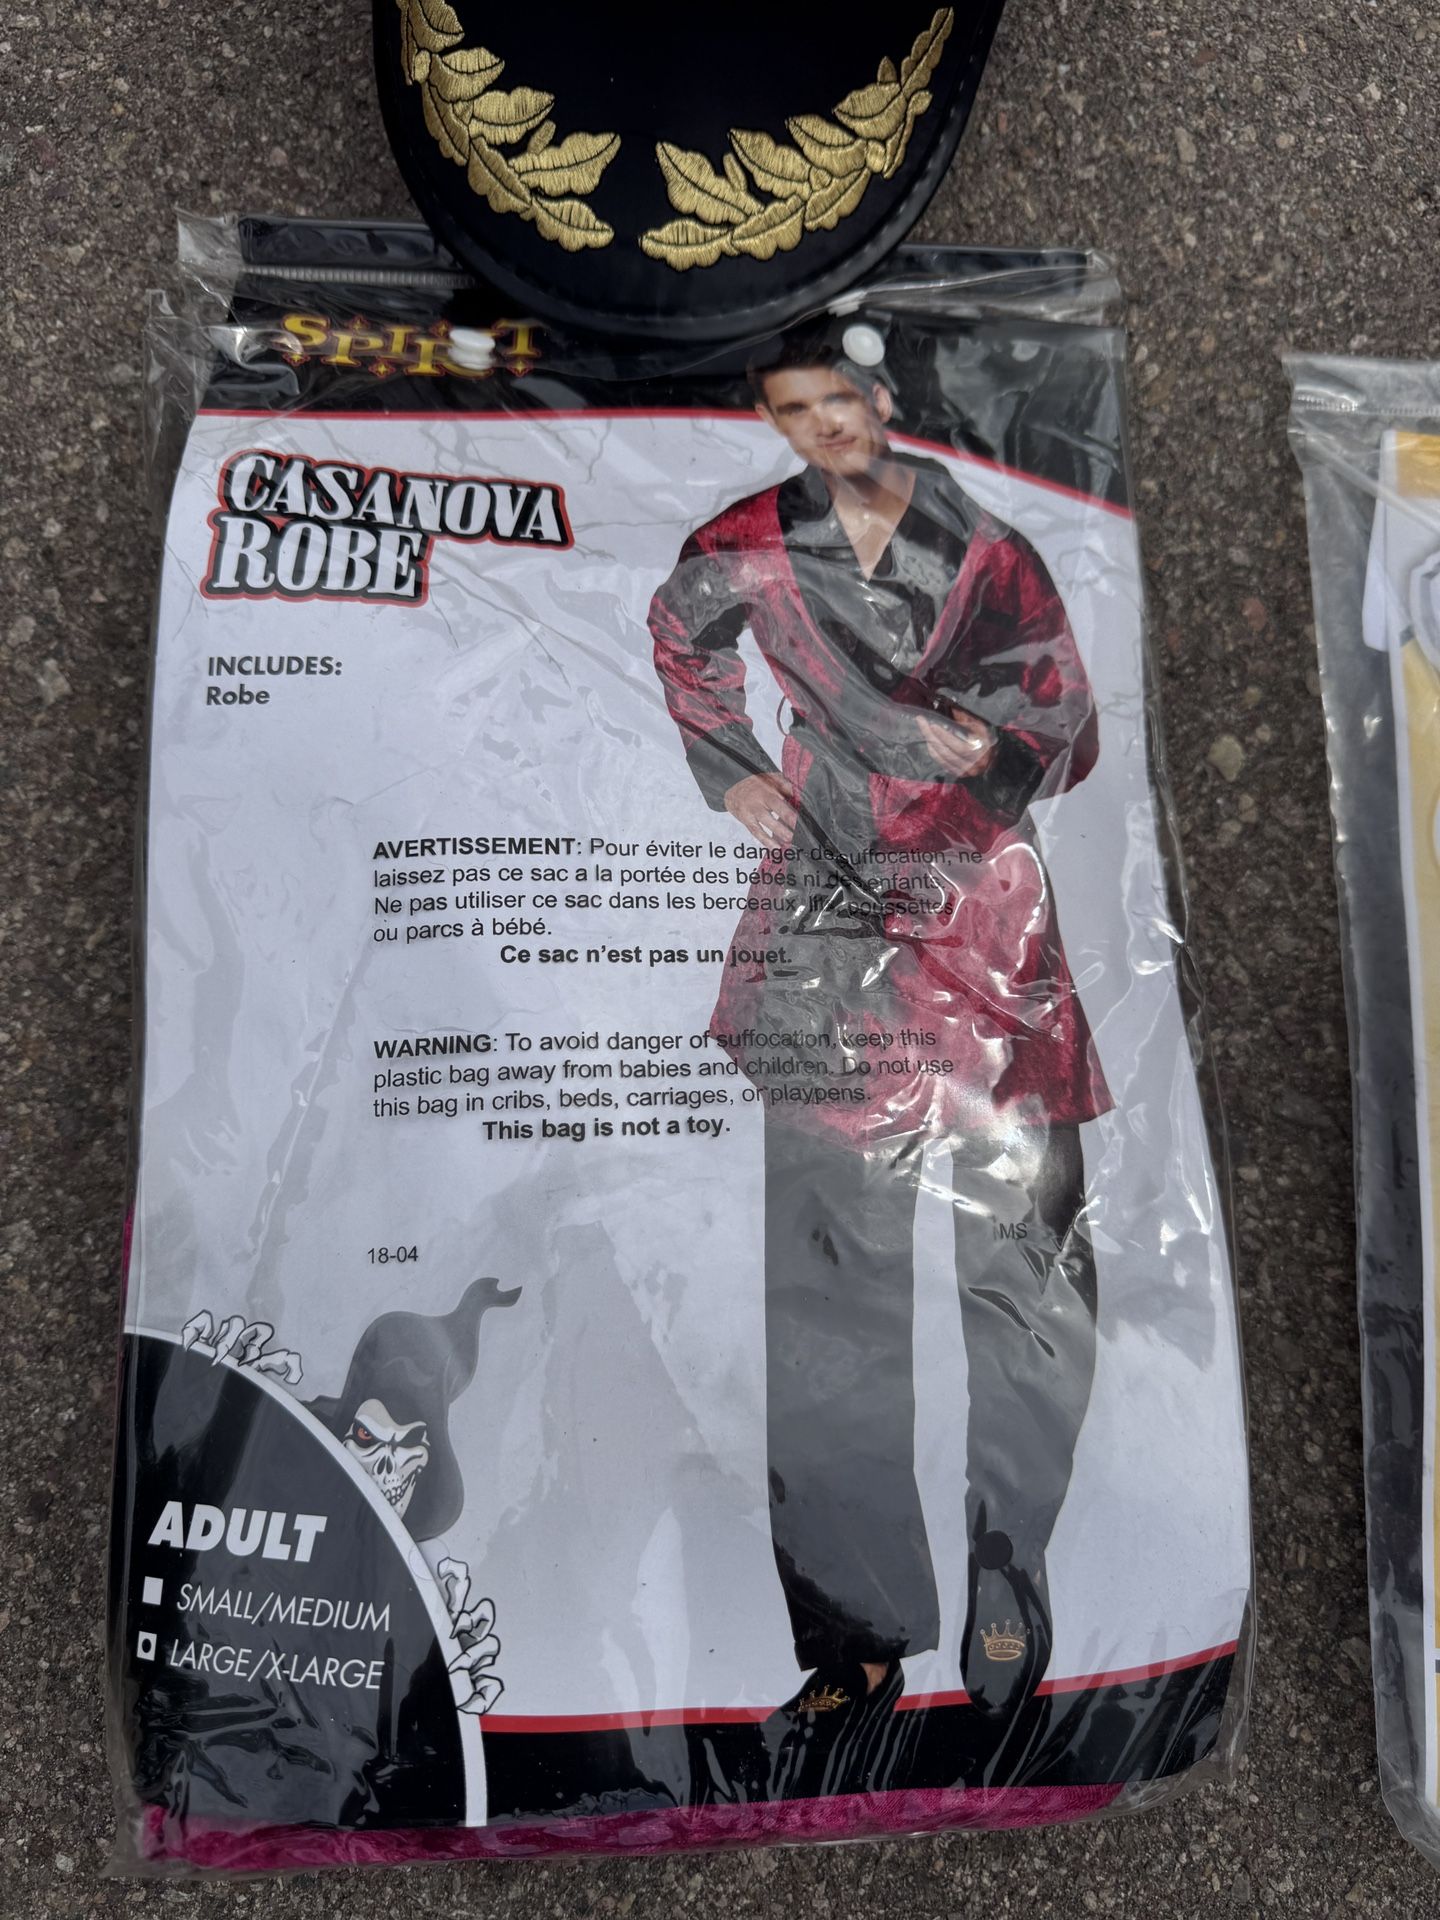 SPIRIT
CASANOVA
ROBE
INCLUDES:
Robe
AVERTISSEMENT: Pour éviter le danger de suffocation, ne
laissez pas ce sac a la portée des bébés ni des enfants.
Ne pas utiliser ce sac dans les berceaux, lits, poussettes
ou parcs à bébé.
Ce sac n'est pas un jouet.
WARNING: To avoid danger of suffocation, keep this
plastic bag away from babies and children. Do not use
this bag in cribs, beds, carriages, or playpens.
This bag is not a toy.
MS
18-04
ADULT
SMALL/MEDIUM
LARGE/X-LARGE